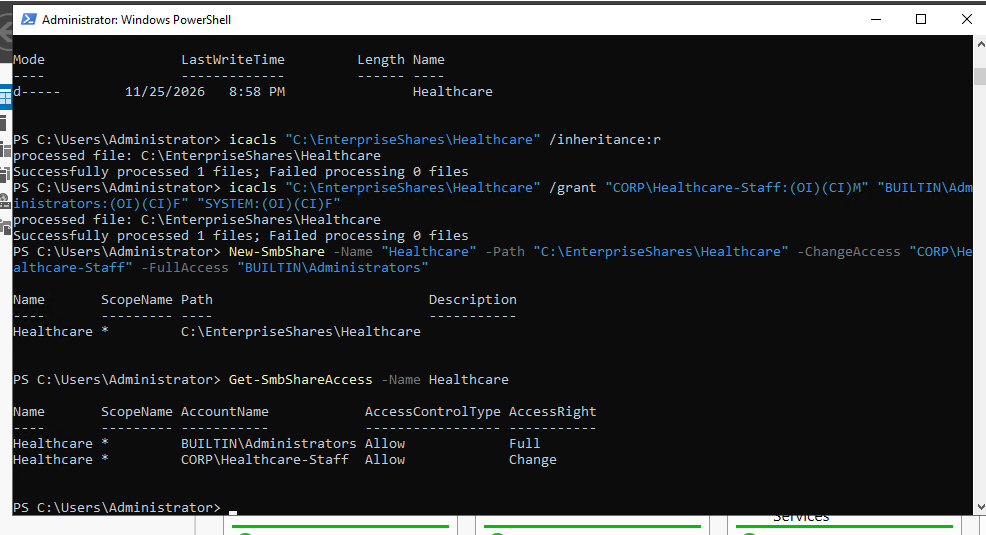 Administrator: Windows PowerShell
Mode LastWriteTime Length Name
---- ------------- ------ ----
d----- 11/25/2026 8:58 PM Healthcare
PS C:\Users\Administrator> icacls "C:\EnterpriseShares\Healthcare" /inheritance:r
processed file: C:\EnterpriseShares\Healthcare
Successfully processed 1 files; Failed processing 0 files
PS C:\Users\Administrator> icacls "C:\EnterpriseShares\Healthcare" /grant "CORP\Healthcare-Staff:(OI)(CI)M" "BUILTIN\Adm
inistrators:(OI)(CI)F" "SYSTEM:(OI)(CI)F"
processed file: C:\EnterpriseShares\Healthcare
Successfully processed 1 files; Failed processing 0 files
PS C:\Users\Administrator> New-SmbShare -Name "Healthcare" -Path "C:\EnterpriseShares\Healthcare" -ChangeAccess "CORP\He
althcare-Staff" -FullAccess "BUILTIN\Administrators"
Name ScopeName Path Description
---- --------- ---- -----------
Healthcare * C:\EnterpriseShares\Healthcare
PS C:\Users\Administrator> Get-SmbShareAccess -Name Healthcare
Name ScopeName AccountName AccessControlType AccessRight
---- --------- ----------- ----------------- -----------
Healthcare * BUILTIN\Administrators Allow Full
Healthcare * CORP\Healthcare-Staff Allow Change
PS C:\Users\Administrator>
Services